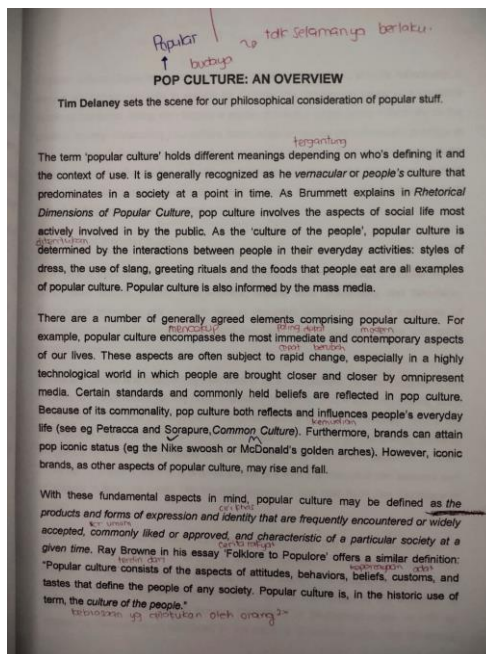 Popular
tdk selamanya berlaku.
budaya
POP CULTURE: AN OVERVIEW
Tim Delaney sets the scene for our philosophical consideration of popular stuff.
tergantung
The term 'popular culture' holds different meanings depending on who's defining it and
the context of use. It is generally recognized as he vernacular or people's culture that
predominates in a society at a point in time. As Brummett explains in Rhetorical
Dimensions of Popular Culture, pop culture involves the aspects of social life most
actively involved in by the public. As the 'culture of the people', popular culture is
ditentukan
determined by the interactions between people in their everyday activities: styles of
dress, the use of slang, greeting rituals and the foods that people eat are all examples
of popular culture. Popular culture is also informed by the mass media.
There are a number of generally agreed elements comprising popular culture. For
mencakup paling dekat modern
example, popular culture encompasses the most immediate and contemporary aspects
cepat berubah
of our lives. These aspects are often subject to rapid change, especially in a highly
technological world in which people are brought closer and closer by omnipresent
media. Certain standards and commonly held beliefs are reflected in pop culture.
Because of its commonality, pop culture both reflects and influences people's everyday
kemudian
life (see eg Petracca and Sorapure, Common Culture). Furthermore, brands can attain
pop iconic status (eg the Nike swoosh or McDonald's golden arches). However, iconic
brands, as other aspects of popular culture, may rise and fall.
With these fundamental aspects in mind, popular culture may be defined as the
products and forms of expression and identity that are frequently encountered or widely
ciri khas
accepted, commonly liked or approved, and characteristic of a particular society at a
cerita rakyat
given time. Ray Browne in his essay 'Folklore to Populore' offers a similar definition:
terdiri dari kepercayaan adat
"Popular culture consists of the aspects of attitudes, behaviors, beliefs, customs, and
tastes that define the people of any society. Popular culture is, in the historic use of
term, the culture of the people."
kebiasaan yg dilakukan oleh orang2x